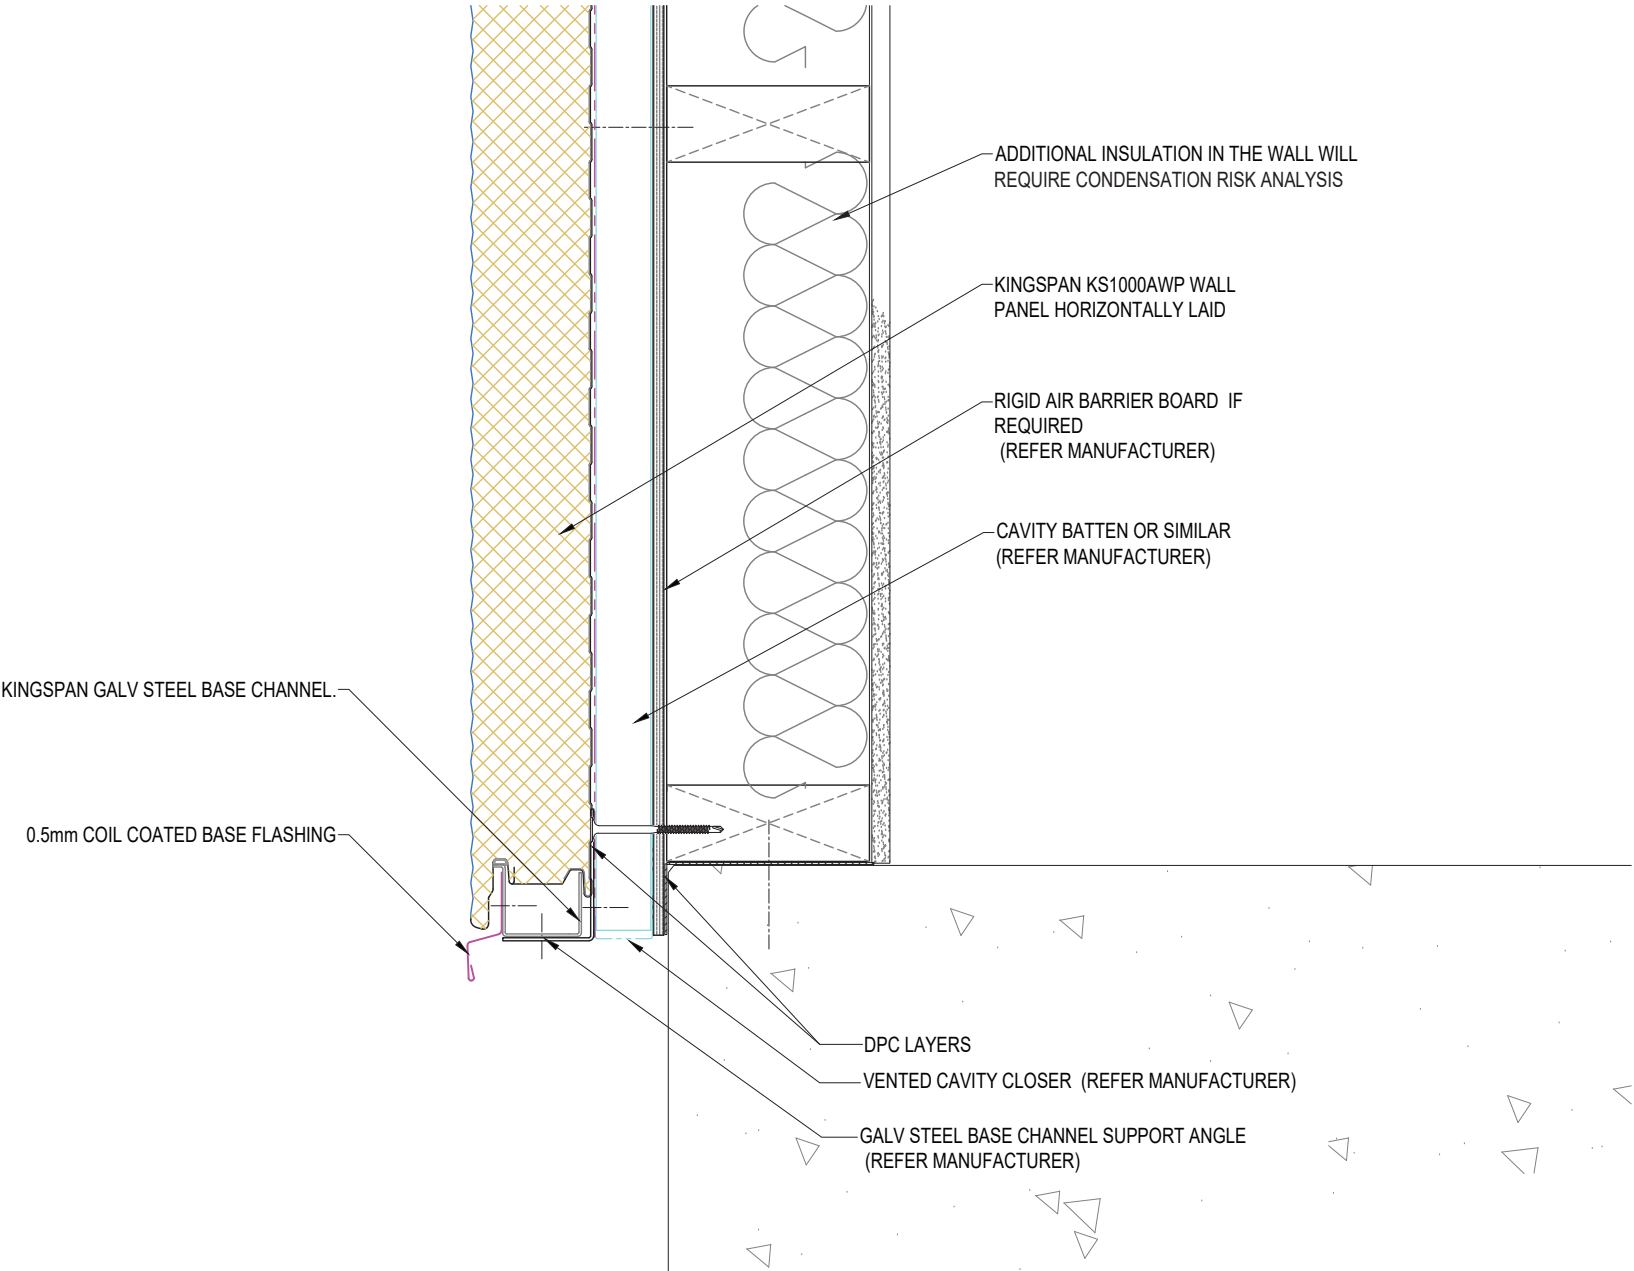 ADDITIONAL INSULATION IN THE WALL WILL
REQUIRE CONDENSATION RISK ANALYSIS
KINGSPAN KS1000AWP WALL
PANEL HORIZONTALLY LAID
RIGID AIR BARRIER BOARD IF
REQUIRED
(REFER MANUFACTURER)
CAVITY BATTEN OR SIMILAR
(REFER MANUFACTURER)
KINGSPAN GALV STEEL BASE CHANNEL.
0.5mm COIL COATED BASE FLASHING
DPC LAYERS
VENTED CAVITY CLOSER (REFER MANUFACTURER)
GALV STEEL BASE CHANNEL SUPPORT ANGLE
(REFER MANUFACTURER)